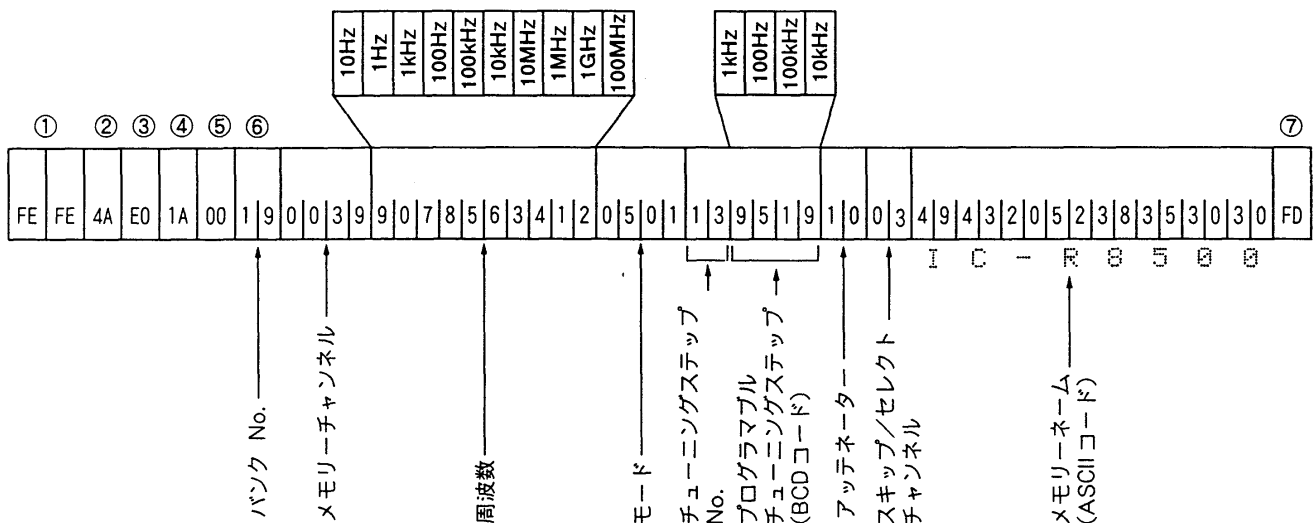 10Hz 1Hz 1kHz 100Hz 100kHz 10kHz 10MHz 1MHz 1GHz 100MHz
1kHz 100Hz 100kHz 10kHz
① ② ③ ④ ⑤ ⑥ ⑦
FE FE 4A E0 1A 00 1 9 0 0 3 9 9 0 7 8 5 6 3 4 1 2 0 5 0 1 1 3 9 5 1 9 1 0 0 3 4 9 4 3 2 0 5 2 3 8 3 5 3 0 3 0 FD
I C - R 8 5 0 0
バンク No.
メモリーチャンネル
周波数
モード
チューニングステップ
No.
プログラマブル
チューニングステップ
(BCDコード)
アッテネーター
スキップ/セレクト
チャンネル
メモリーネーム
(ASCIIコード)